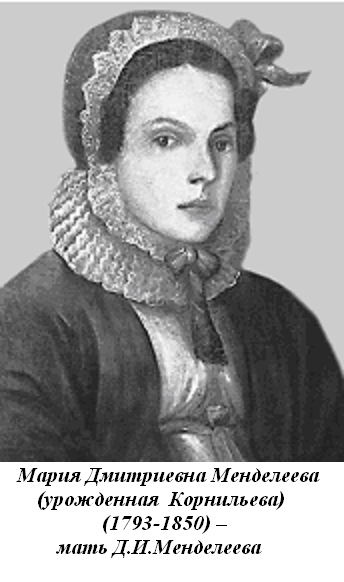 Мария Дмитриевна Менделеева
(урожденная Корнильева)
(1793-1850) –
мать Д.И.Менделеева